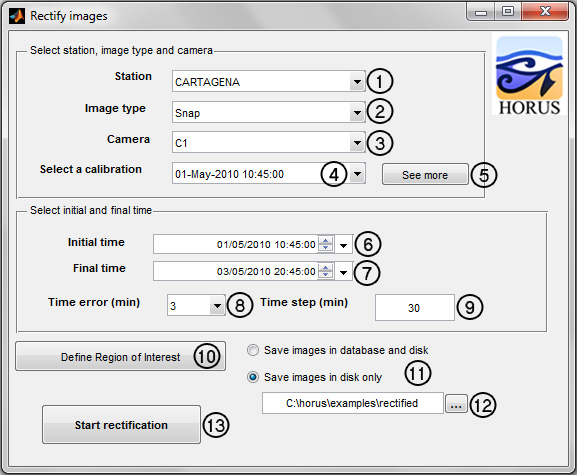 Rectify images
Select station, image type and camera
Station
CARTAGENA
1
Image type
Snap
2
Camera
C1
3
Select a calibration
01-May-2010 10:45:00
4
See more
5
HORUS
Select initial and final time
Initial time
01/05/2010 10:45:00
6
Final time
03/05/2010 20:45:00
7
Time error (min)
3
8
Time step (min)
30
9
Define Region of Interest
10
Save images in database and disk
Save images in disk only
11
C:\horus\examples\rectified
...
12
Start rectification
13